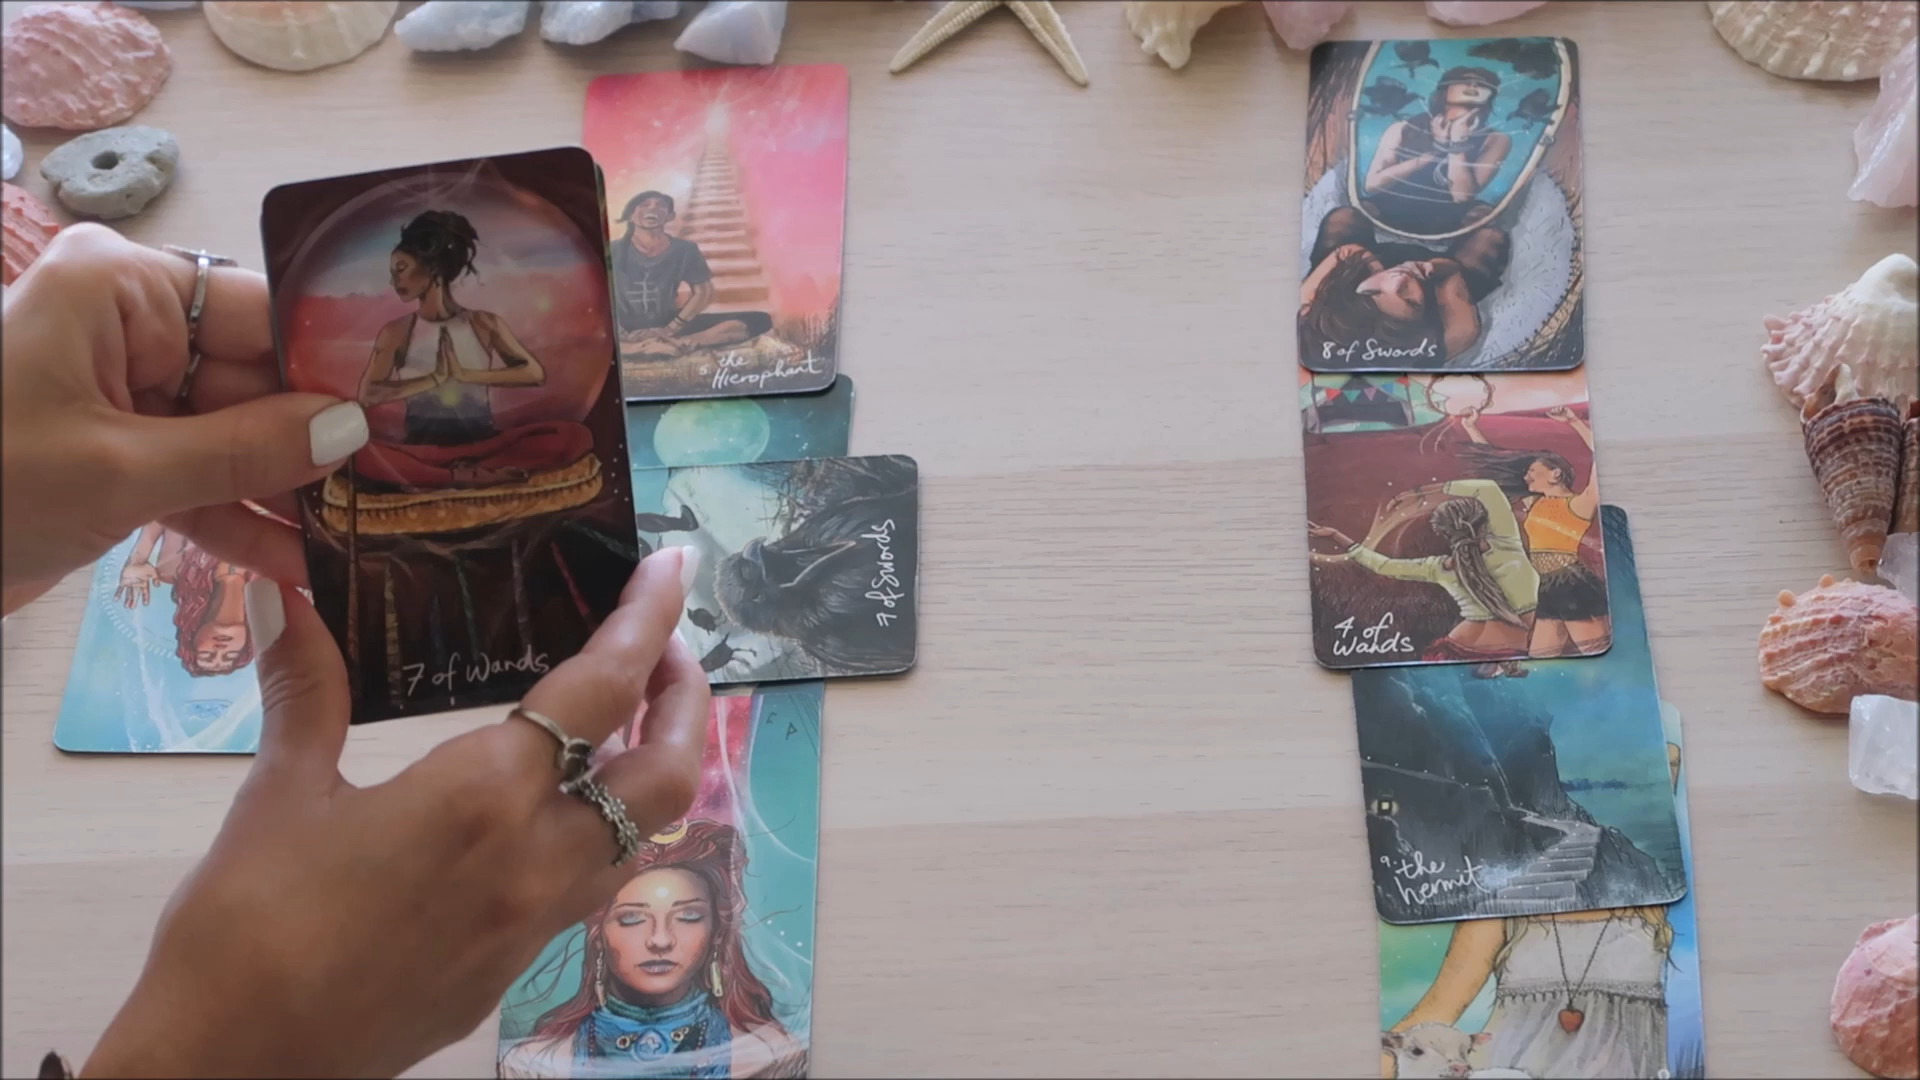 5 the
Hierophant
7 of Wands
7 of Swords
8 of Swords
4 of
Wands
9. the
hermit